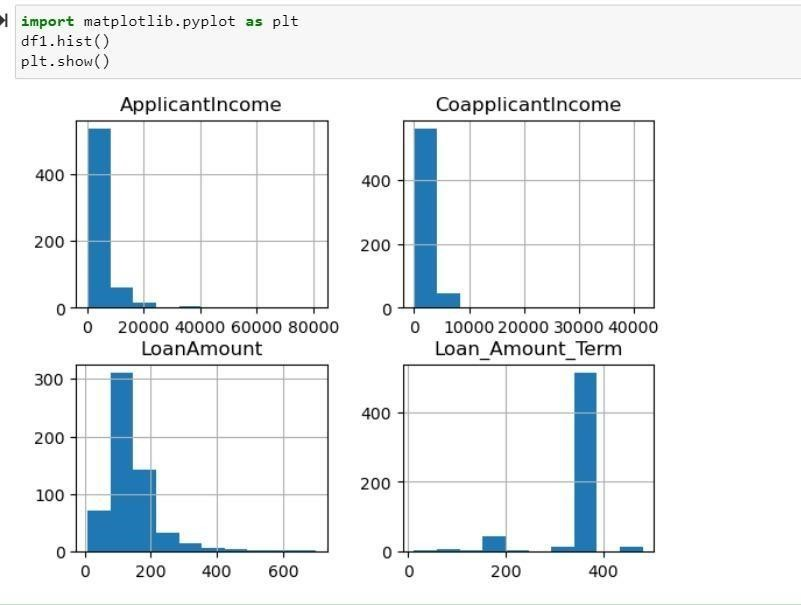 import matplotlib.pyplot as plt
df1.hist()
plt.show()
ApplicantIncome
400
200
0
0 20000 40000 60000 80000
CoapplicantIncome
400
200
0
0 10000 20000 30000 40000
LoanAmount
300
200
100
0
0 200 400 600
Loan_Amount_Term
400
200
0
0 200 400